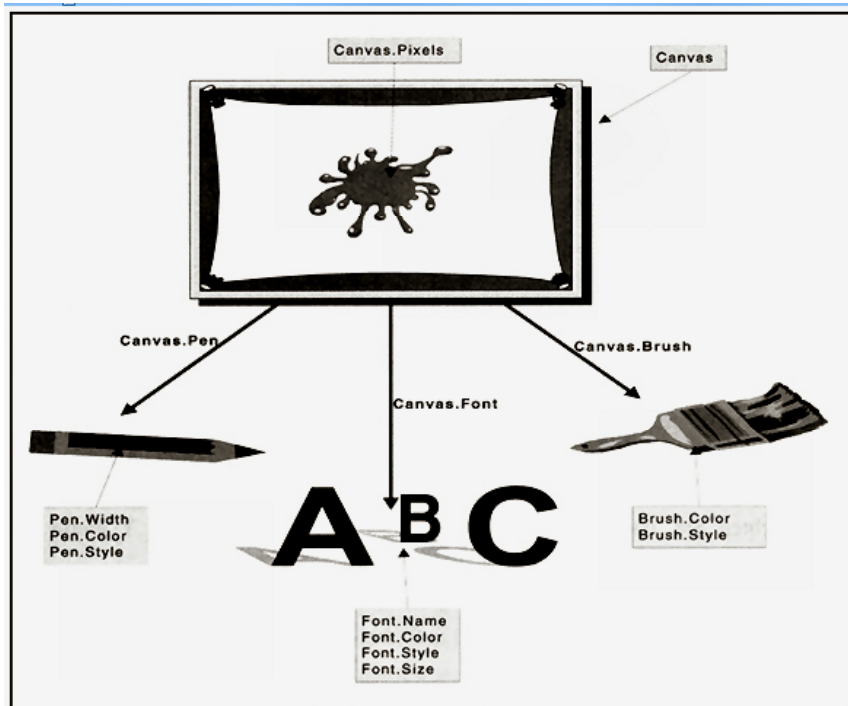 Canvas.Pixels
Canvas
Canvas.Pen
Canvas.Brush
Canvas.Font
Pen.Width
Pen.Color
Pen.Style
A B C
Brush.Color
Brush.Style
Font.Name
Font.Color
Font.Style
Font.Size